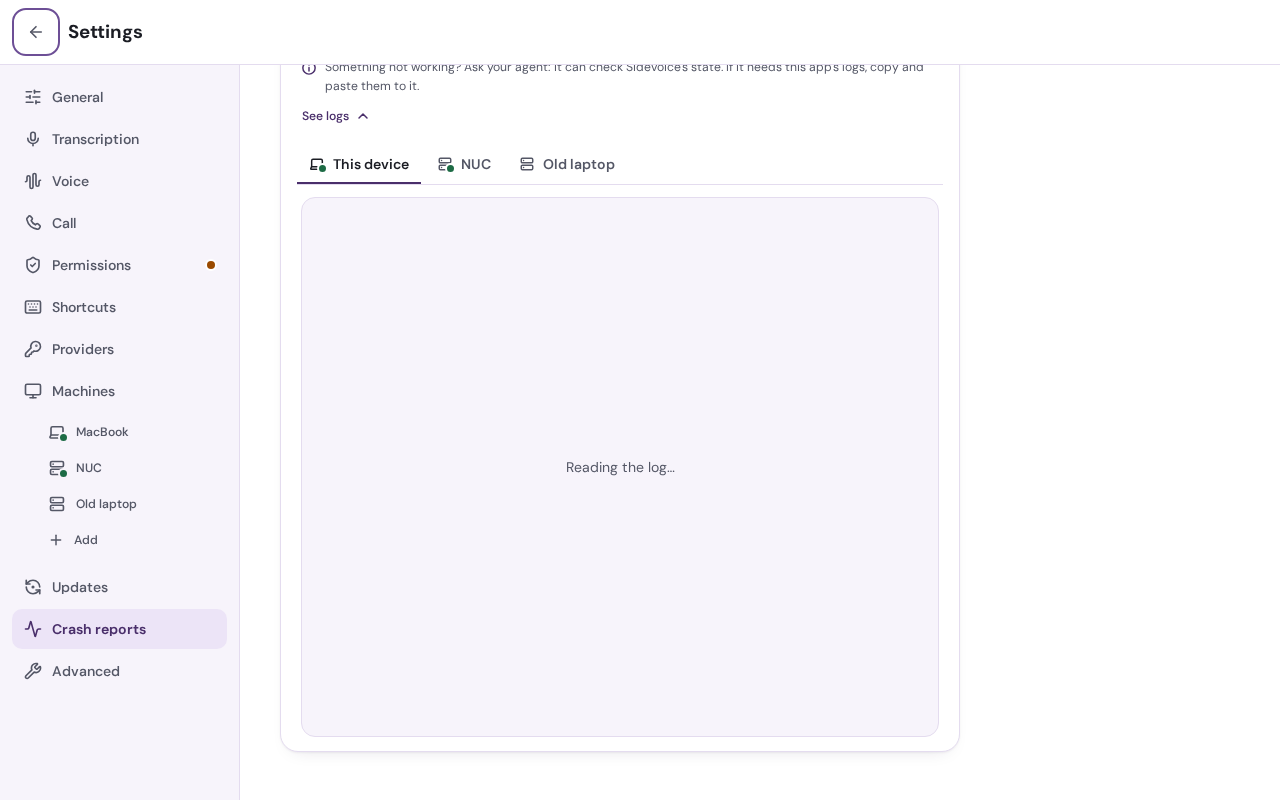 Settings
General
Transcription
Voice
Call
Permissions
Shortcuts
Providers
Machines
MacBook
NUC
Old laptop
Add
Updates
Crash reports
Advanced
Something not working? Ask your agent: it can check Sidevoice's state. If it needs this app's logs, copy and
paste them to it.
See logs
This device
NUC
Old laptop
Reading the log...